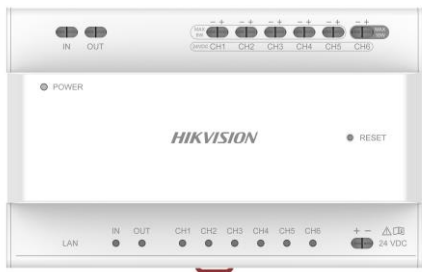 IN OUT CH1 CH2 CH3 CH4 CH5 CH6
POWER
HIKVISION
RESET
IN OUT CH1 CH2 CH3 CH4 CH5 CH6
LAN
24 VDC